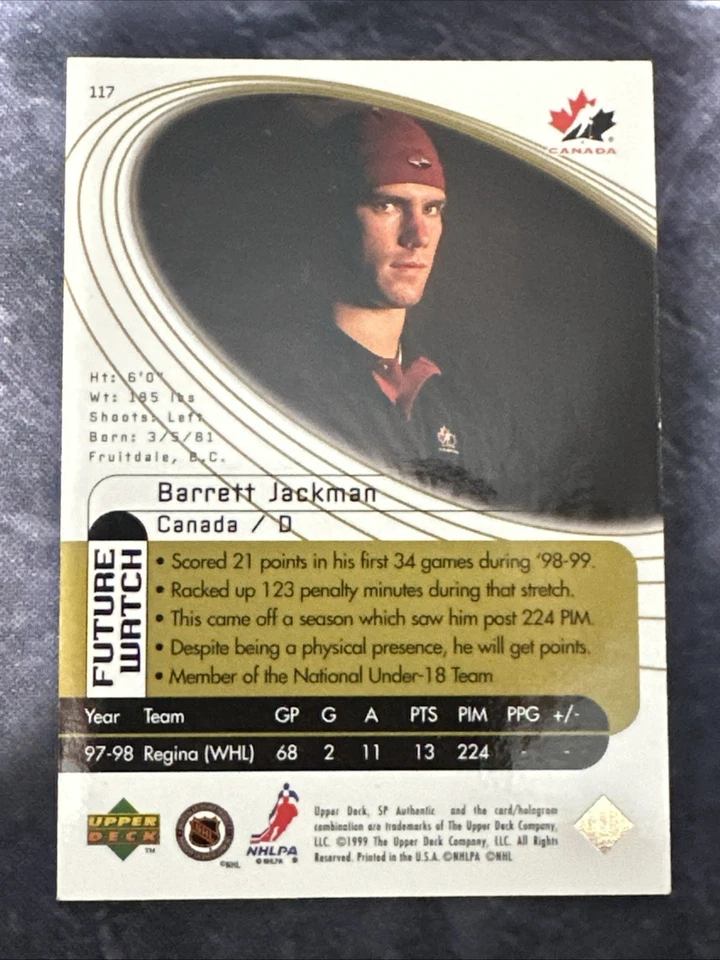 117
CANADA
Ht: 6'0"
Wt: 185 lbs
Shoots: Left
Born: 3/5/81
Fruitdale, B.C.
Barrett Jackman
Canada / D
FUTURE
WATCH
• Scored 21 points in his first 34 games during '98-99.
• Racked up 123 penalty minutes during that stretch.
• This came off a season which saw him post 224 PIM.
• Despite being a physical presence, he will get points.
• Member of the National Under-18 Team
Year Team GP G A PTS PIM PPG +/-
97-98 Regina (WHL) 68 2 11 13 224 - -
UPPER
DECK
TM
NHL
©NHL
NHLPA
©NHLPA ®
Upper Deck, SP Authentic and the card/hologram
combination are trademarks of The Upper Deck Company,
LLC. ©1999 The Upper Deck Company, LLC. All Rights
Reserved. Printed in the U.S.A. ©NHLPA ©NHL